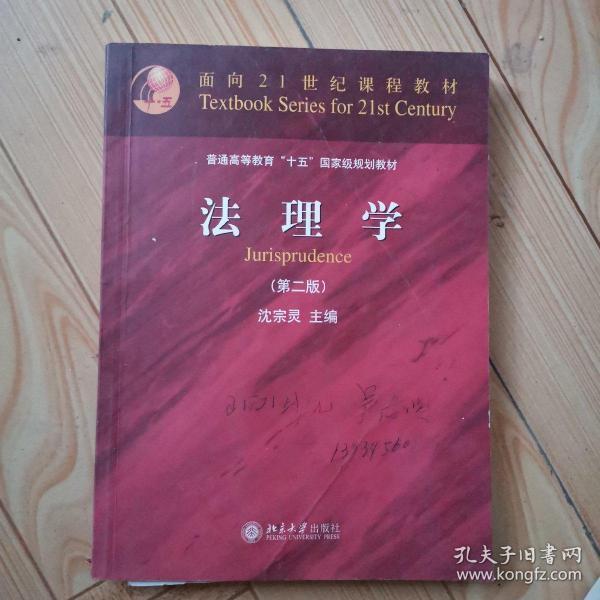 面向21世纪课程教材
Textbook Series for 21st Century
十·五
普通高等教育“十五”国家级规划教材
法理学
Jurisprudence
(第二版)
沈宗灵 主编
北京大学出版社
PEKING UNIVERSITY PRESS
孔夫子旧书网
www.kongfz.com